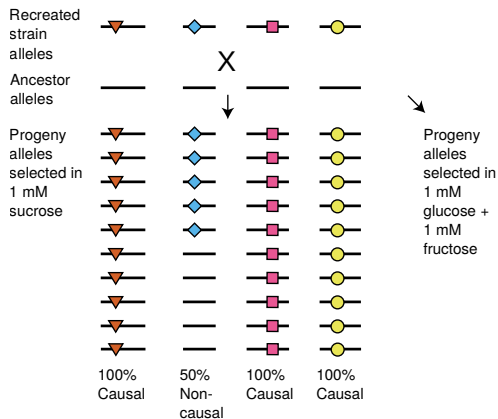 Recreated
strain
alleles
X
Ancestor
alleles
Progeny
alleles
selected in
1 mM
sucrose
Progeny
alleles
selected in
1 mM
glucose +
1 mM
fructose
100%
Causal
50%
Non-
causal
100%
Causal
100%
Causal